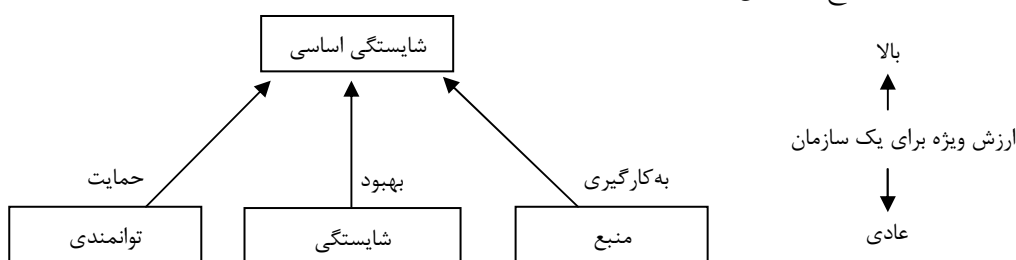 شایستگی اساسی
بالا
ارزش ویژه برای یک سازمان
به‌کارگیری
بهبود
حمایت
عادی
منبع
شایستگی
توانمندی